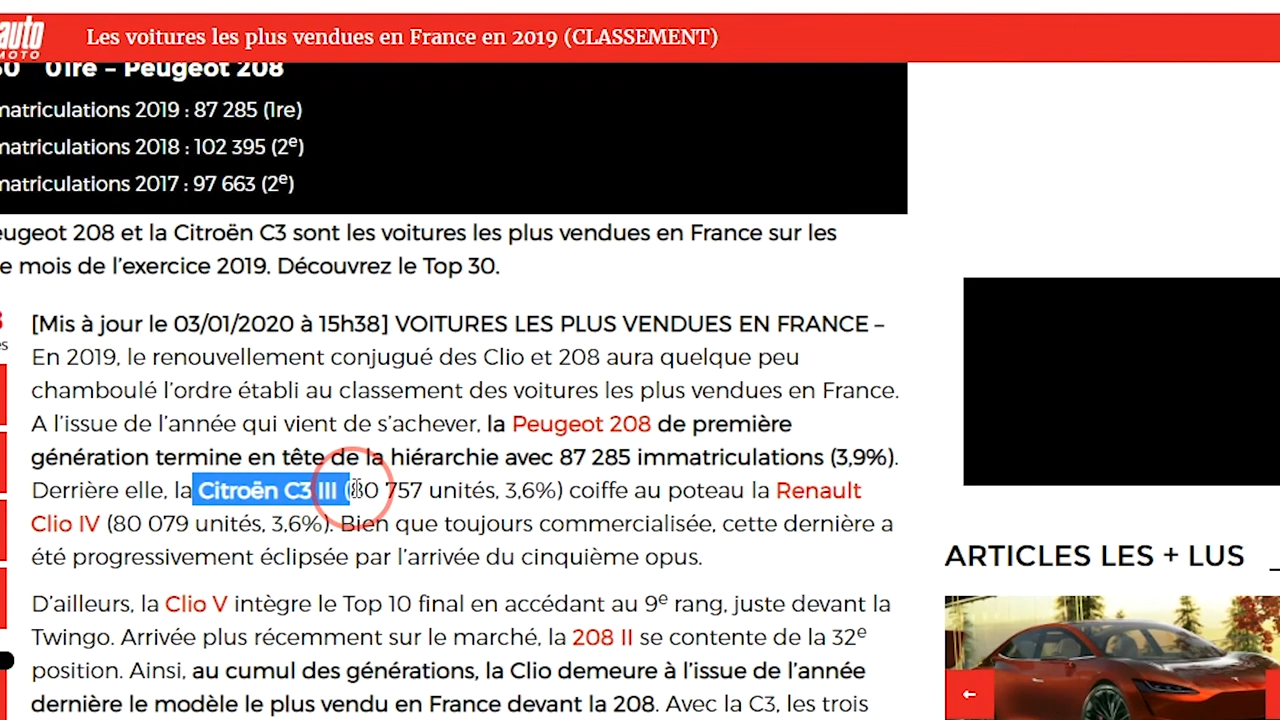 auto
MOTO
Les voitures les plus vendues en France en 2019 (CLASSEMENT)
01re – Peugeot 208
matriculations 2019 : 87 285 (1re)
matriculations 2018 : 102 395 (2e)
matriculations 2017 : 97 663 (2e)
eugeot 208 et la Citroën C3 sont les voitures les plus vendues en France sur les
e mois de l'exercice 2019. Découvrez le Top 30.
[Mis à jour le 03/01/2020 à 15h38] VOITURES LES PLUS VENDUES EN FRANCE –
En 2019, le renouvellement conjugué des Clio et 208 aura quelque peu
chamboulé l'ordre établi au classement des voitures les plus vendues en France.
A l'issue de l'année qui vient de s'achever, la Peugeot 208 de première
génération termine en tête de la hiérarchie avec 87 285 immatriculations (3,9%).
Derrière elle, la Citroën C3 III (80 757 unités, 3,6%) coiffe au poteau la Renault
Clio IV (80 079 unités, 3,6%). Bien que toujours commercialisée, cette dernière a
été progressivement éclipsée par l'arrivée du cinquième opus.
D'ailleurs, la Clio V intègre le Top 10 final en accédant au 9e rang, juste devant la
Twingo. Arrivée plus récemment sur le marché, la 208 II se contente de la 32e
position. Ainsi, au cumul des générations, la Clio demeure à l'issue de l'année
dernière le modèle le plus vendu en France devant la 208. Avec la C3, les trois
ARTICLES LES + LUS